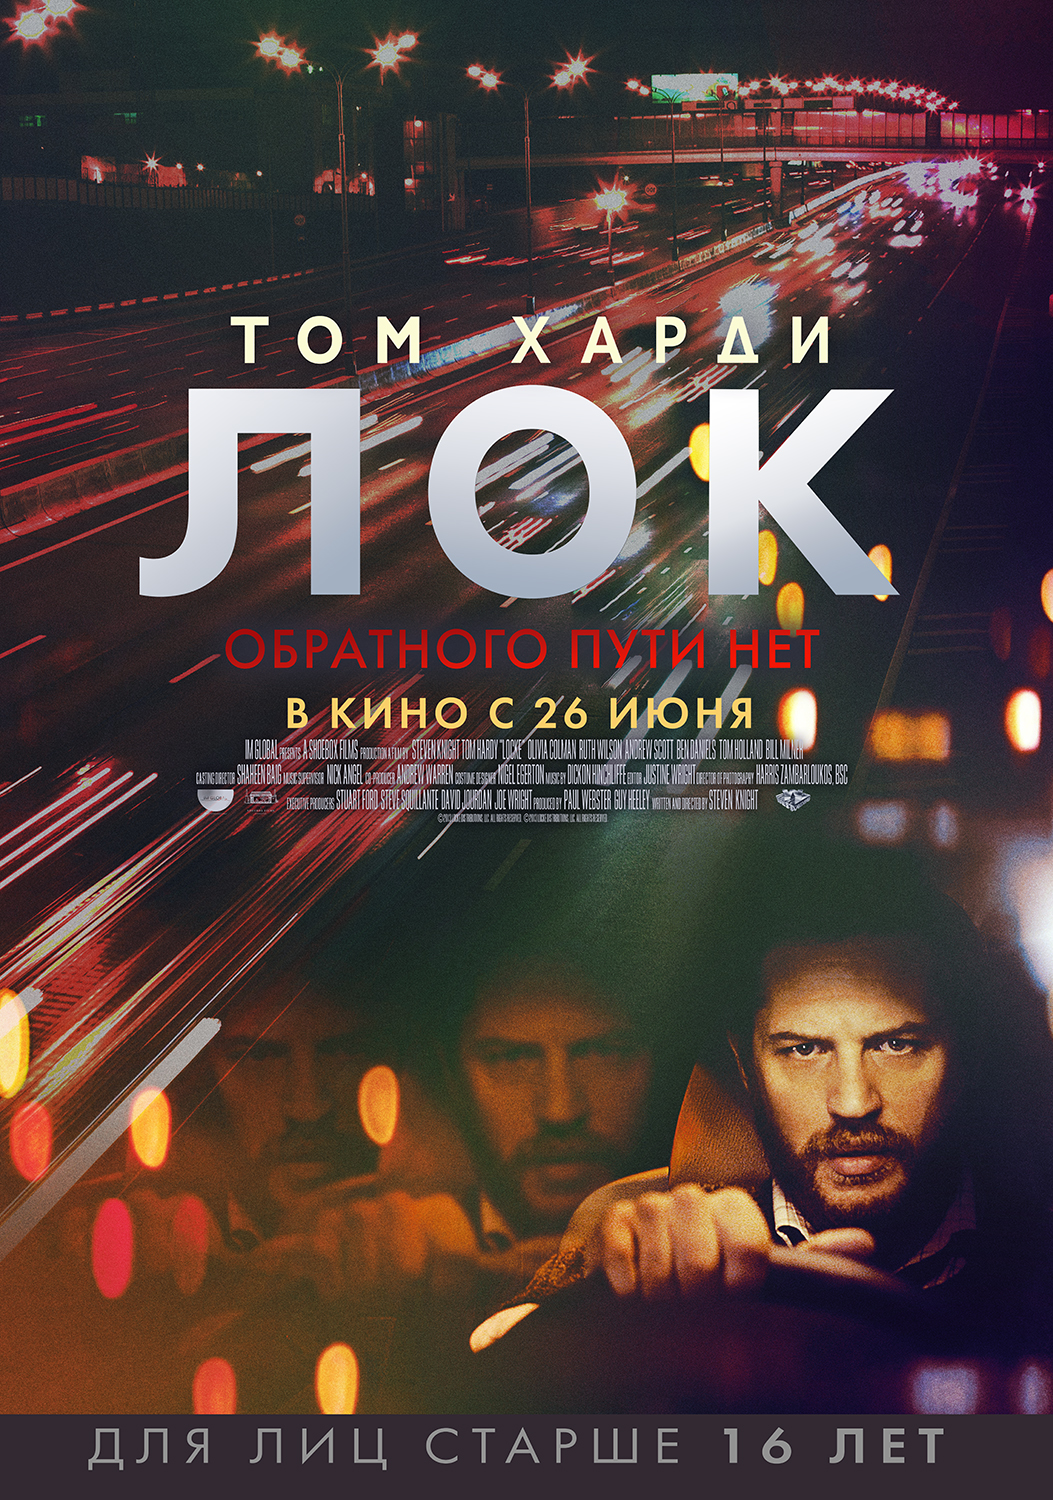 ТОМ ХАРДИ
ЛОК
ОБРАТНОГО ПУТИ НЕТ
В КИНО С 26 ИЮНЯ
IM GLOBAL PRESENTS A SHOEBOX FILMS PRODUCTION A FILM BY STEVEN KNIGHT TOM HARDY "LOCKE" OLIVIA COLMAN RUTH WILSON ANDREW SCOTT BEN DANIELS TOM HOLLAND BILL MILNER
CASTING DIRECTOR SHAHEEN BAIG MUSIC SUPERVISOR NICK ANGEL CO-PRODUCER ANDREW WARREN COSTUME DESIGNER NIGEL EGERTON MUSIC BY DICKON HINCHLIFFE EDITOR JUSTINE WRIGHT DIRECTOR OF PHOTOGRAPHY HARRIS ZAMBARLOUKOS, BSC
EXECUTIVE PRODUCERS STUART FORD STEVE SQUILLANTE DAVID JOURDAN JOE WRIGHT PRODUCED BY PAUL WEBSTER GUY HEELEY WRITTEN AND DIRECTED BY STEVEN KNIGHT
ДЛЯ ЛИЦ СТАРШЕ 16 ЛЕТ